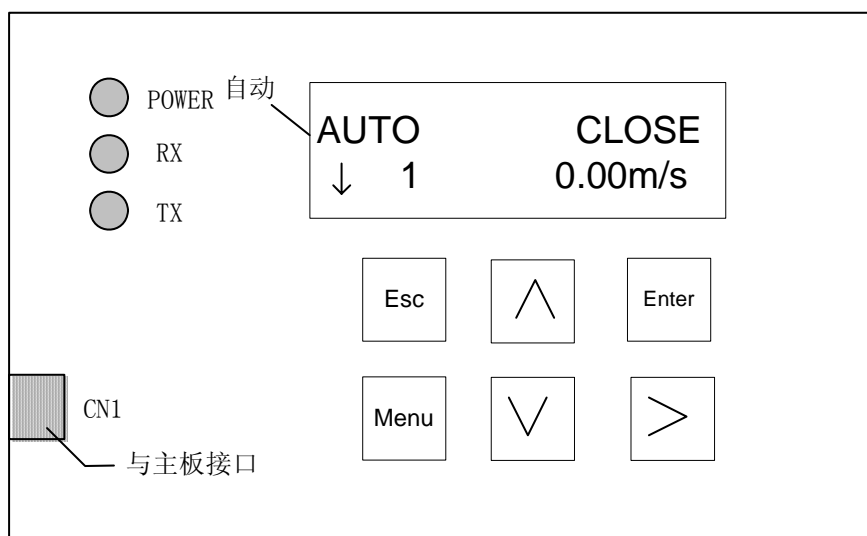 POWER
自动
RX
TX
AUTO CLOSE
↓ 1 0.00m/s
Esc
Enter
Menu
CN1
与主板接口